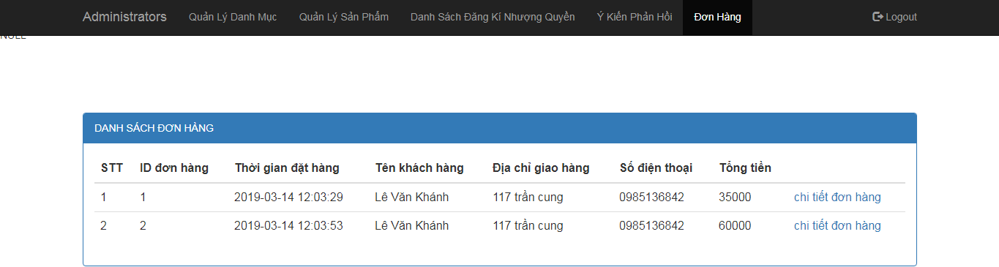 Administrators Quản Lý Danh Mục Quản Lý Sản Phẩm Danh Sách Đăng Kí Nhượng Quyền Ý Kiến Phản Hồi Đơn Hàng Logout
NULL
DANH SÁCH ĐƠN HÀNG
STT ID đơn hàng Thời gian đặt hàng Tên khách hàng Địa chỉ giao hàng Số điện thoại Tổng tiền
1 1 2019-03-14 12:03:29 Lê Văn Khánh 117 trần cung 0985136842 35000 chi tiết đơn hàng
2 2 2019-03-14 12:03:53 Lê Văn Khánh 117 trần cung 0985136842 60000 chi tiết đơn hàng